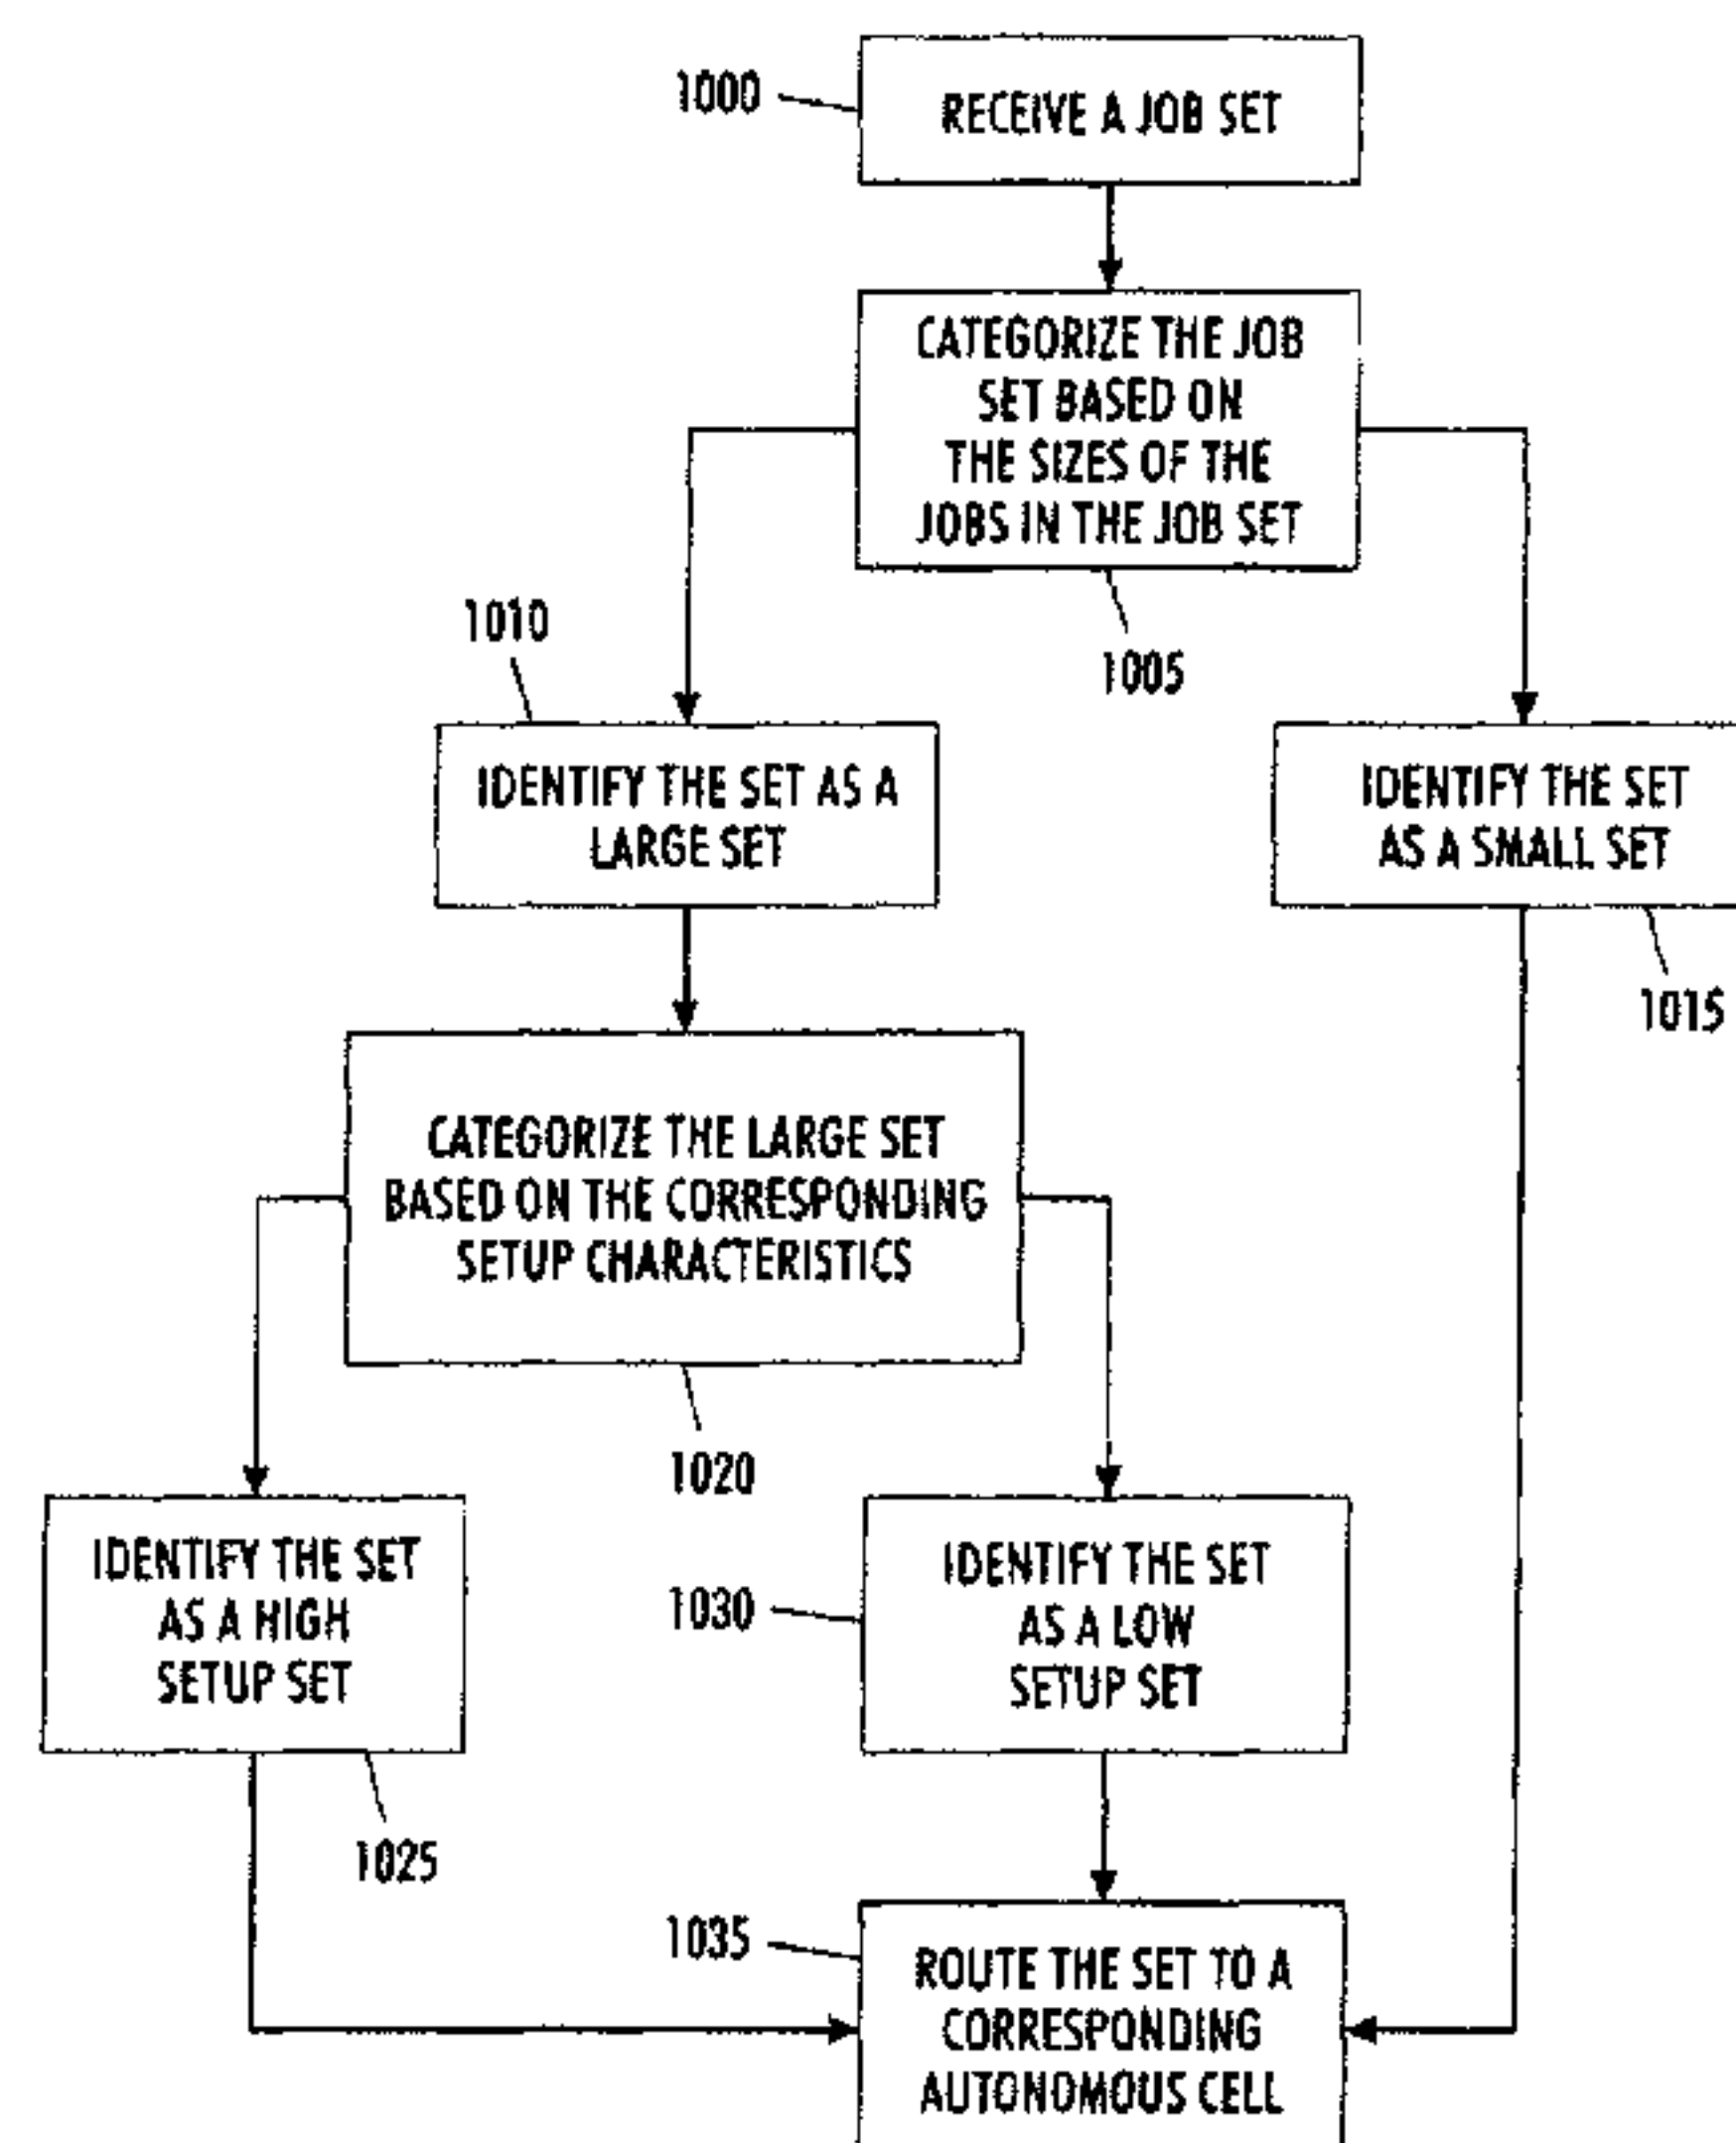 1000
RECEIVE A JOB SET
CATEGORIZE THE JOB
SET BASED ON
THE SIZES OF THE
JOBS IN THE JOB SET
1005
1010
IDENTIFY THE SET AS A
LARGE SET
IDENTIFY THE SET
AS A SMALL SET
1015
CATEGORIZE THE LARGE SET
BASED ON THE CORRESPONDING
SETUP CHARACTERISTICS
1020
IDENTIFY THE SET
AS A HIGH
SETUP SET
1025
1030
IDENTIFY THE SET
AS A LOW
SETUP SET
1035
ROUTE THE SET TO A
CORRESPONDING
AUTONOMOUS CELL